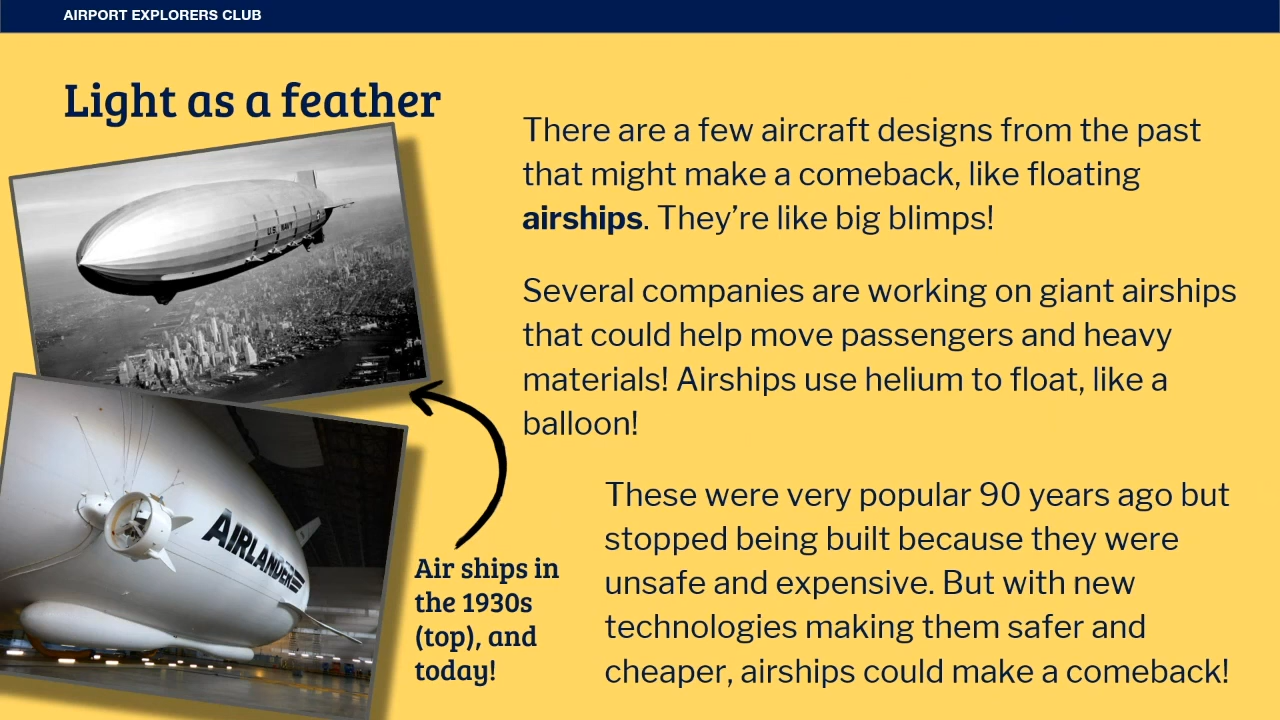 AIRPORT EXPLORERS CLUB
Light as a feather
There are a few aircraft designs from the past
that might make a comeback, like floating
airships. They’re like big blimps!
Several companies are working on giant airships
that could help move passengers and heavy
materials! Airships use helium to float, like a
balloon!
These were very popular 90 years ago but
stopped being built because they were
unsafe and expensive. But with new
technologies making them safer and
cheaper, airships could make a comeback!
U.S. NAVY
AIRLANDER
Air ships in
the 1930s
(top), and
today!